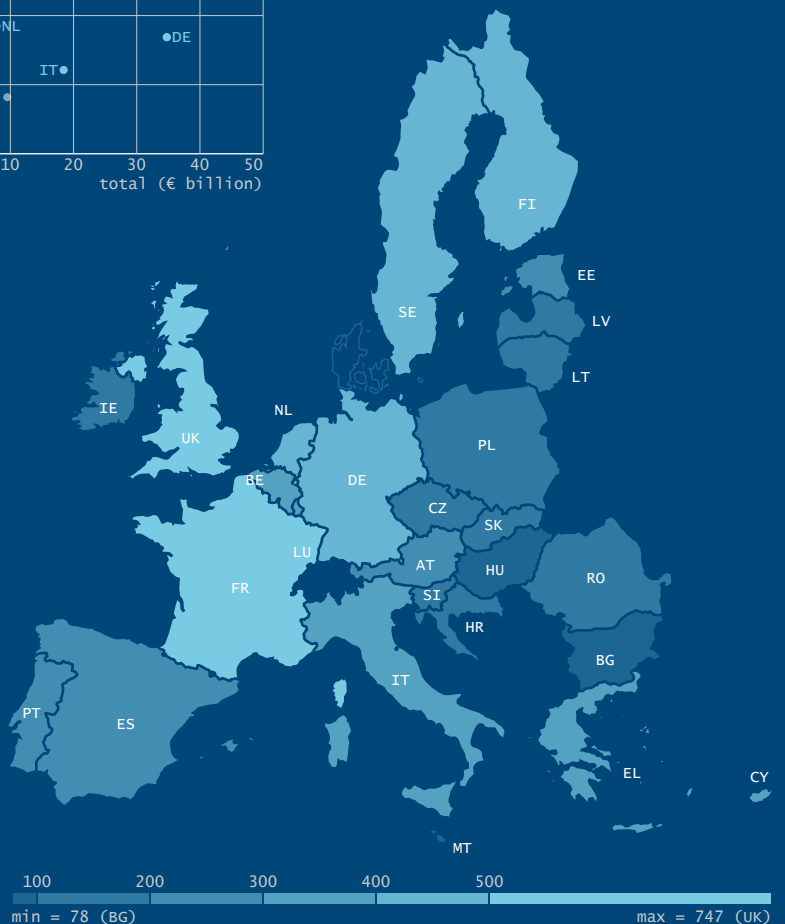 NL
DE
IT
10 20 30 40 50
total (€ billion)
FI
EE
SE
LV
LT
IE
NL
UK
PL
BE
DE
CZ
SK
LU
AT
HU
FR
SI
RO
HR
BG
IT
PT
ES
EL
CY
MT
100 200 300 400 500
min = 78 (BG) max = 747 (UK)